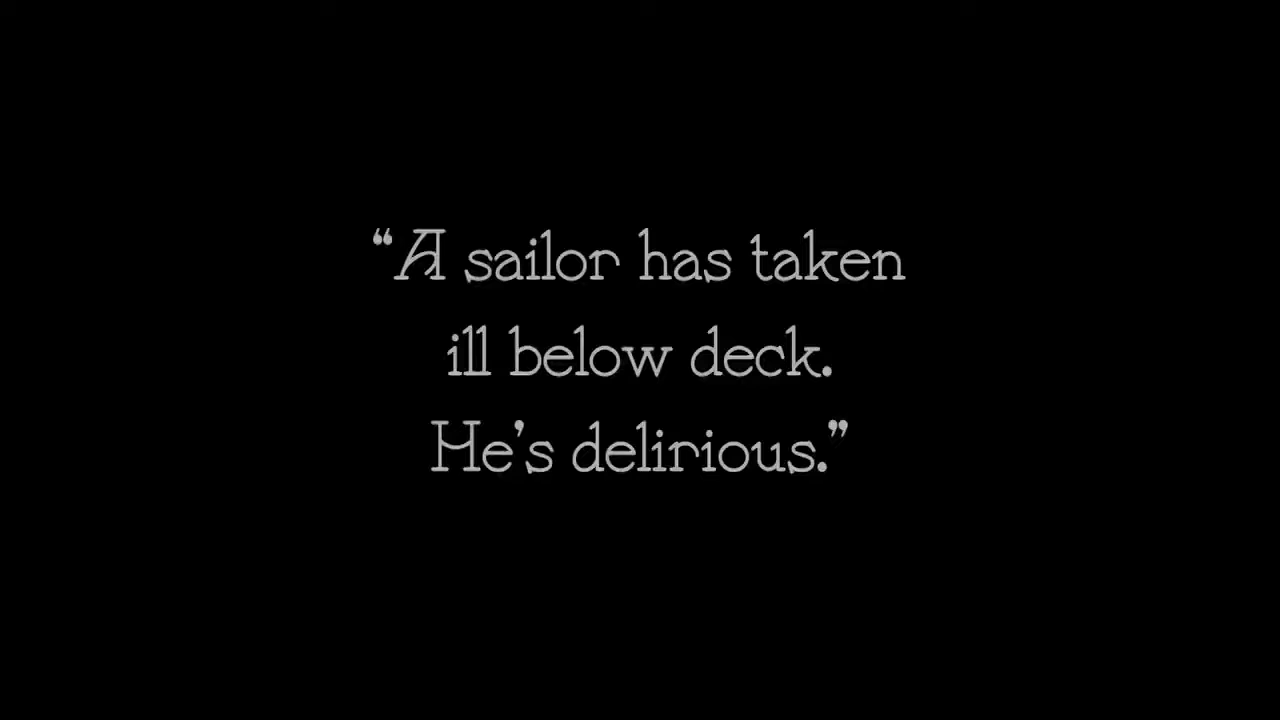 “A sailor has taken
ill below deck.
He’s delirious.”